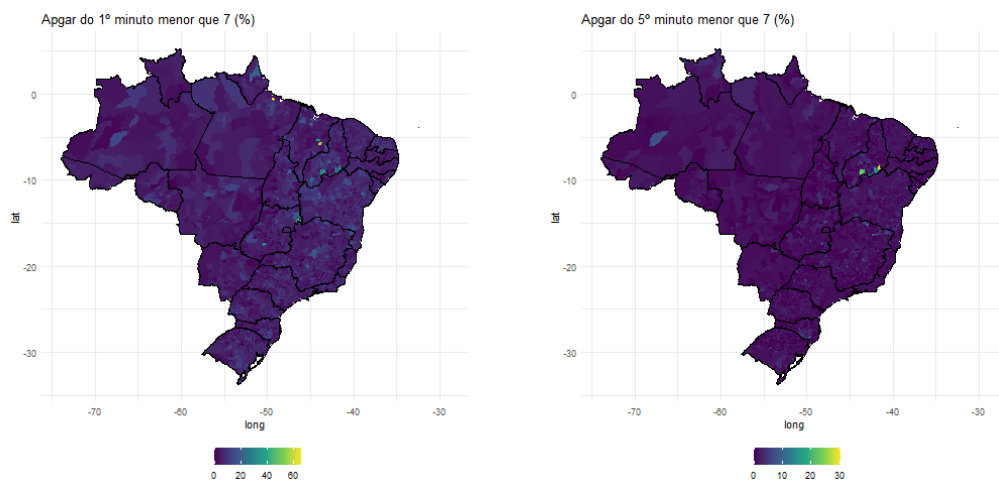 Apgar do 1º minuto menor que 7 (%)
0
-10
-20
-30
lat
-70 -60 -50 -40 -30
long
0 20 40 60
Apgar do 5º minuto menor que 7 (%)
0
-10
-20
-30
lat
-70 -60 -50 -40 -30
long
0 10 20 30